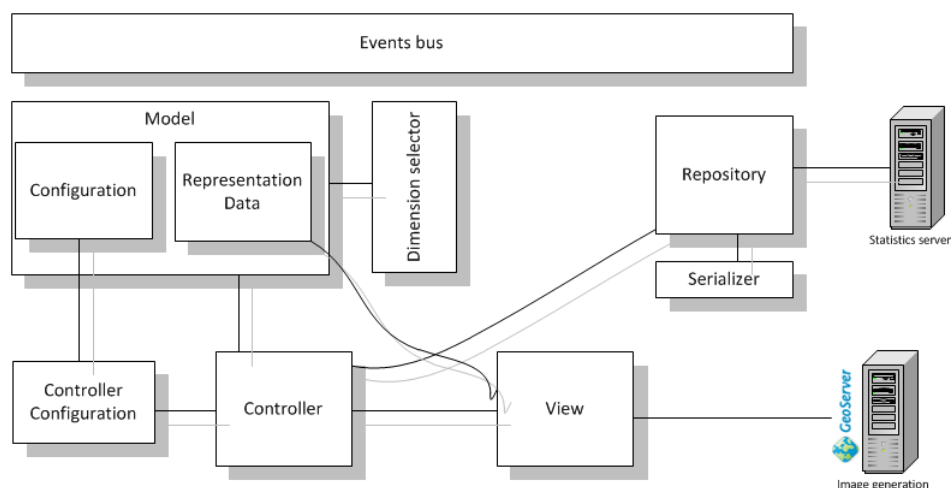 Events bus
Model
Configuration
Representation
Data
Dimension selector
Repository
Statistics server
Serializer
Controller
Configuration
Controller
View
GeoServer
Image generation